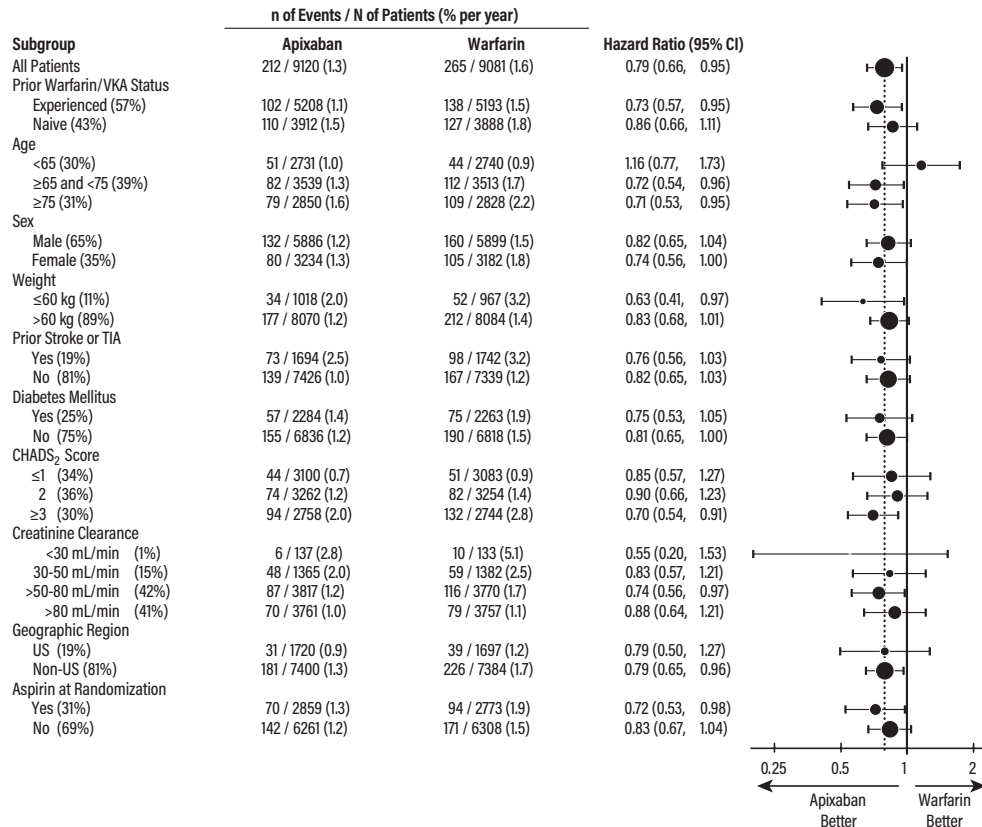 n of Events / N of Patients (% per year)
Subgroup Apixaban Warfarin Hazard Ratio (95% CI)
All Patients 212 / 9120 (1.3) 265 / 9081 (1.6) 0.79 (0.66, 0.95)
Prior Warfarin/VKA Status
Experienced (57%) 102 / 5208 (1.1) 138 / 5193 (1.5) 0.73 (0.57, 0.95)
Naive (43%) 110 / 3912 (1.5) 127 / 3888 (1.8) 0.86 (0.66, 1.11)
Age
<65 (30%) 51 / 2731 (1.0) 44 / 2740 (0.9) 1.16 (0.77, 1.73)
≥65 and <75 (39%) 82 / 3539 (1.3) 112 / 3513 (1.7) 0.72 (0.54, 0.96)
≥75 (31%) 79 / 2850 (1.6) 109 / 2828 (2.2) 0.71 (0.53, 0.95)
Sex
Male (65%) 132 / 5886 (1.2) 160 / 5899 (1.5) 0.82 (0.65, 1.04)
Female (35%) 80 / 3234 (1.3) 105 / 3182 (1.8) 0.74 (0.56, 1.00)
Weight
≤60 kg (11%) 34 / 1018 (2.0) 52 / 967 (3.2) 0.63 (0.41, 0.97)
>60 kg (89%) 177 / 8070 (1.2) 212 / 8084 (1.4) 0.83 (0.68, 1.01)
Prior Stroke or TIA
Yes (19%) 73 / 1694 (2.5) 98 / 1742 (3.2) 0.76 (0.56, 1.03)
No (81%) 139 / 7426 (1.0) 167 / 7339 (1.2) 0.82 (0.65, 1.03)
Diabetes Mellitus
Yes (25%) 57 / 2284 (1.4) 75 / 2263 (1.9) 0.75 (0.53, 1.05)
No (75%) 155 / 6836 (1.2) 190 / 6818 (1.5) 0.81 (0.65, 1.00)
CHADS₂ Score
≤1 (34%) 44 / 3100 (0.7) 51 / 3083 (0.9) 0.85 (0.57, 1.27)
2 (36%) 74 / 3262 (1.2) 82 / 3254 (1.4) 0.90 (0.66, 1.23)
≥3 (30%) 94 / 2758 (2.0) 132 / 2744 (2.8) 0.70 (0.54, 0.91)
Creatinine Clearance
<30 mL/min (1%) 6 / 137 (2.8) 10 / 133 (5.1) 0.55 (0.20, 1.53)
30-50 mL/min (15%) 48 / 1365 (2.0) 59 / 1382 (2.5) 0.83 (0.57, 1.21)
>50-80 mL/min (42%) 87 / 3817 (1.2) 116 / 3770 (1.7) 0.74 (0.56, 0.97)
>80 mL/min (41%) 70 / 3761 (1.0) 79 / 3757 (1.1) 0.88 (0.64, 1.21)
Geographic Region
US (19%) 31 / 1720 (0.9) 39 / 1697 (1.2) 0.79 (0.50, 1.27)
Non-US (81%) 181 / 7400 (1.3) 226 / 7384 (1.7) 0.79 (0.65, 0.96)
Aspirin at Randomization
Yes (31%) 70 / 2859 (1.3) 94 / 2773 (1.9) 0.72 (0.53, 0.98)
No (69%) 142 / 6261 (1.2) 171 / 6308 (1.5) 0.83 (0.67, 1.04)
0.25 0.5 1 2
Apixaban Warfarin
Better Better